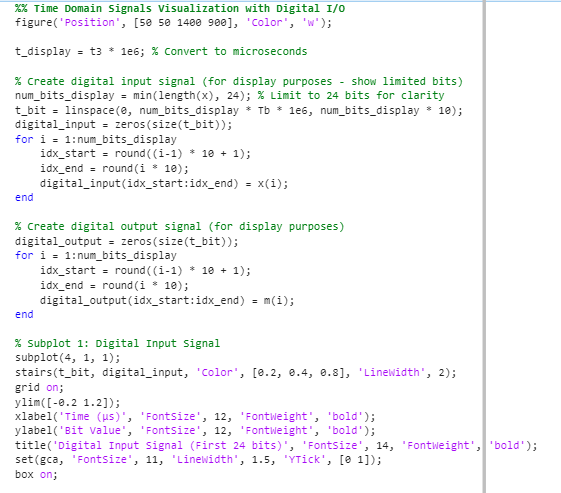 %% Time Domain Signals Visualization with Digital I/O
figure('Position', [50 50 1400 900], 'Color', 'w');
t_display = t3 * 1e6; % Convert to microseconds
% Create digital input signal (for display purposes - show limited bits)
num_bits_display = min(length(x), 24); % Limit to 24 bits for clarity
t_bit = linspace(0, num_bits_display * Tb * 1e6, num_bits_display * 10);
digital_input = zeros(size(t_bit));
for i = 1:num_bits_display
    idx_start = round((i-1) * 10 + 1);
    idx_end = round(i * 10);
    digital_input(idx_start:idx_end) = x(i);
end
% Create digital output signal (for display purposes)
digital_output = zeros(size(t_bit));
for i = 1:num_bits_display
    idx_start = round((i-1) * 10 + 1);
    idx_end = round(i * 10);
    digital_output(idx_start:idx_end) = m(i);
end
% Subplot 1: Digital Input Signal
subplot(4, 1, 1);
stairs(t_bit, digital_input, 'Color', [0.2, 0.4, 0.8], 'LineWidth', 2);
grid on;
ylim([-0.2 1.2]);
xlabel('Time (μs)', 'FontSize', 12, 'FontWeight', 'bold');
ylabel('Bit Value', 'FontSize', 12, 'FontWeight', 'bold');
title('Digital Input Signal (First 24 bits)', 'FontSize', 14, 'FontWeight', 'bold');
set(gca, 'FontSize', 11, 'LineWidth', 1.5, 'YTick', [0 1]);
box on;